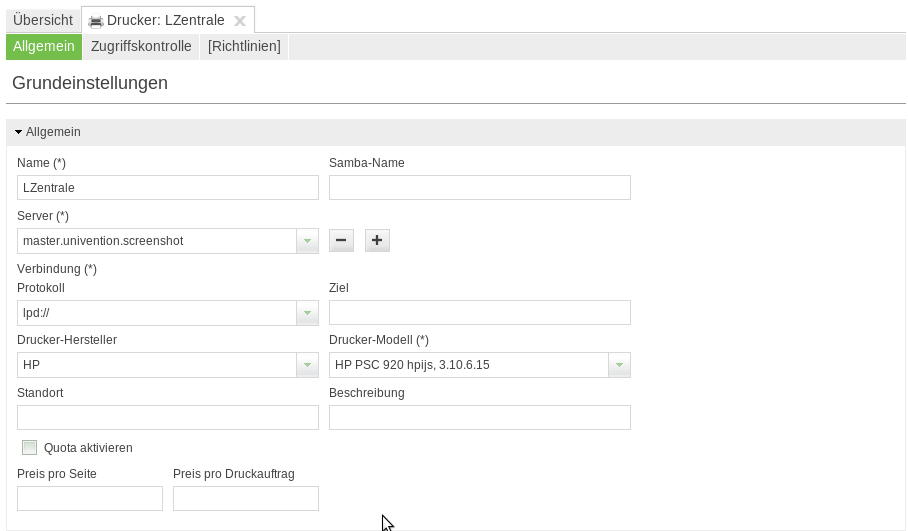 Übersicht Drucker: LZentrale
Allgemein Zugriffskontrolle [Richtlinien]
Grundeinstellungen
Allgemein
Name (*) Samba-Name
LZentrale
Server (*)
master.univention.screenshot
Verbindung (*)
Protokoll Ziel
lpd://
Drucker-Hersteller Drucker-Modell (*)
HP HP PSC 920 hpijs, 3.10.6.15
Standort Beschreibung
Quota aktivieren
Preis pro Seite Preis pro Druckauftrag